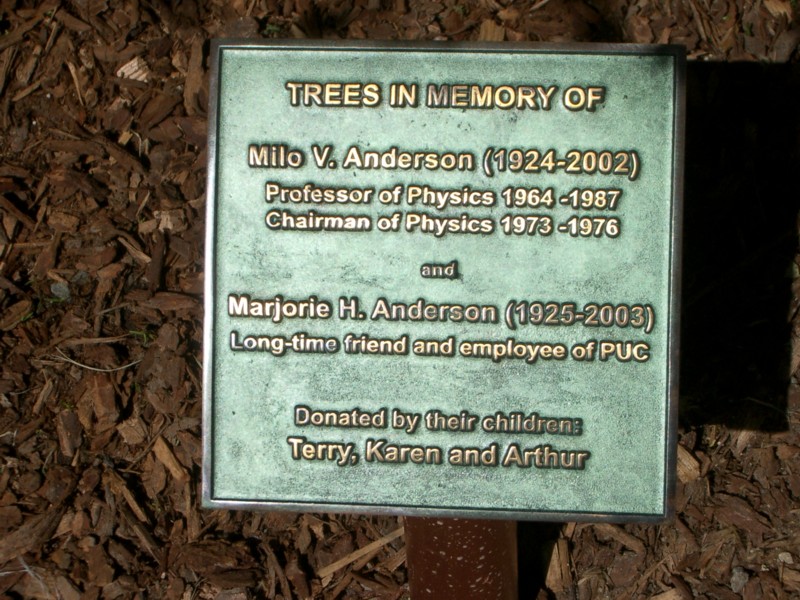 TREES IN MEMORY OF
Milo V. Anderson (1924-2002)
Professor of Physics 1964 -1987
Chairman of Physics 1973 -1976
and
Marjorie H. Anderson (1925-2003)
Long-time friend and employee of PUC
Donated by their children:
Terry, Karen and Arthur